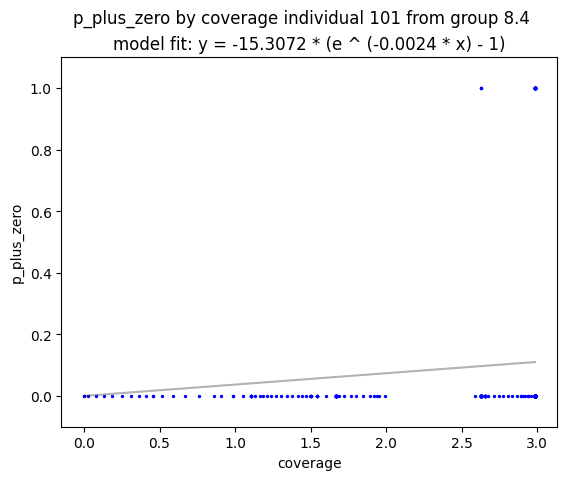 p_plus_zero by coverage individual 101 from group 8.4
model fit: y = -15.3072 * (e ^ (-0.0024 * x) - 1)
1.0
0.8
0.6
0.4
0.2
0.0
p_plus_zero
0.0 0.5 1.0 1.5 2.0 2.5 3.0
coverage